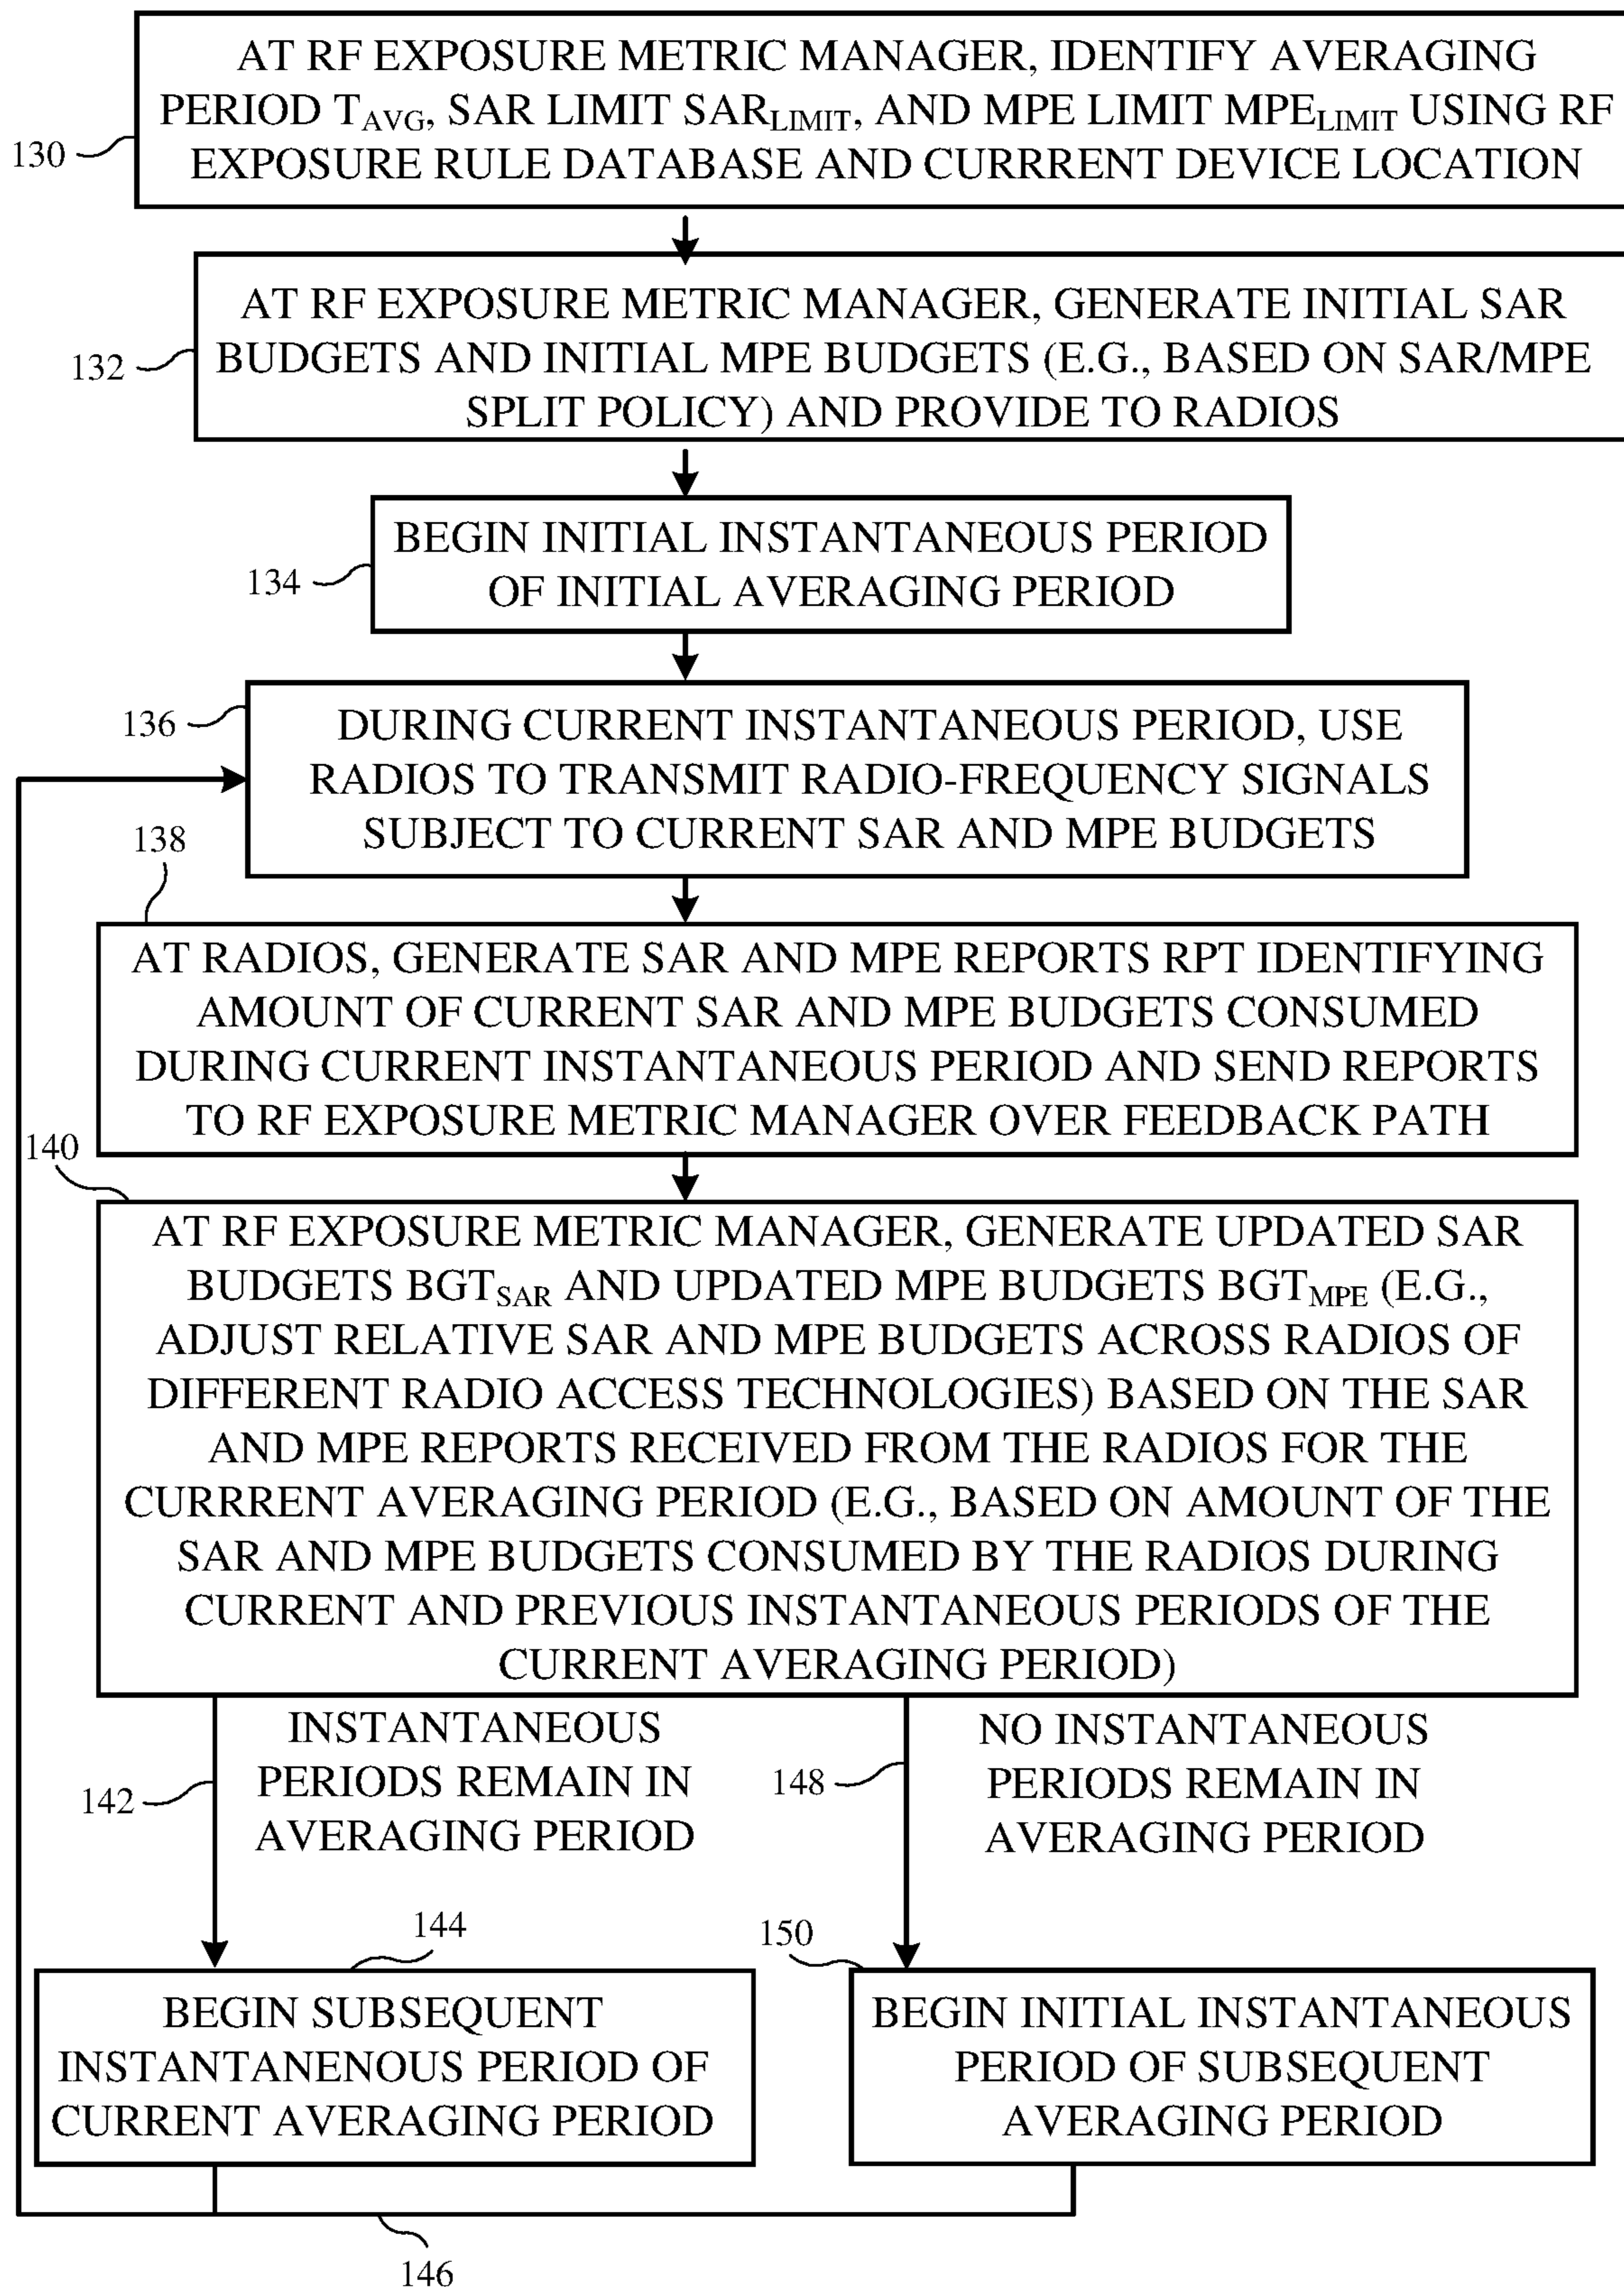 AT RF EXPOSURE METRIC MANAGER, IDENTIFY AVERAGING
PERIOD T_AVG, SAR LIMIT SAR_LIMIT, AND MPE LIMIT MPE_LIMIT USING RF
EXPOSURE RULE DATABASE AND CURRRENT DEVICE LOCATION
130
AT RF EXPOSURE METRIC MANAGER, GENERATE INITIAL SAR
BUDGETS AND INITIAL MPE BUDGETS (E.G., BASED ON SAR/MPE
SPLIT POLICY) AND PROVIDE TO RADIOS
132
BEGIN INITIAL INSTANTANEOUS PERIOD
OF INITIAL AVERAGING PERIOD
134
136
DURING CURRENT INSTANTANEOUS PERIOD, USE
RADIOS TO TRANSMIT RADIO-FREQUENCY SIGNALS
SUBJECT TO CURRENT SAR AND MPE BUDGETS
138
AT RADIOS, GENERATE SAR AND MPE REPORTS RPT IDENTIFYING
AMOUNT OF CURRENT SAR AND MPE BUDGETS CONSUMED
DURING CURRENT INSTANTANEOUS PERIOD AND SEND REPORTS
TO RF EXPOSURE METRIC MANAGER OVER FEEDBACK PATH
140
AT RF EXPOSURE METRIC MANAGER, GENERATE UPDATED SAR
BUDGETS BGT_SAR AND UPDATED MPE BUDGETS BGT_MPE (E.G.,
ADJUST RELATIVE SAR AND MPE BUDGETS ACROSS RADIOS OF
DIFFERENT RADIO ACCESS TECHNOLOGIES) BASED ON THE SAR
AND MPE REPORTS RECEIVED FROM THE RADIOS FOR THE
CURRRENT AVERAGING PERIOD (E.G., BASED ON AMOUNT OF THE
SAR AND MPE BUDGETS CONSUMED BY THE RADIOS DURING
CURRENT AND PREVIOUS INSTANTANEOUS PERIODS OF THE
CURRENT AVERAGING PERIOD)
INSTANTANEOUS
PERIODS REMAIN IN
AVERAGING PERIOD
142
NO INSTANTANEOUS
PERIODS REMAIN IN
AVERAGING PERIOD
148
144
BEGIN SUBSEQUENT
INSTANTANENOUS PERIOD OF
CURRENT AVERAGING PERIOD
150
BEGIN INITIAL INSTANTANEOUS
PERIOD OF SUBSEQUENT
AVERAGING PERIOD
146